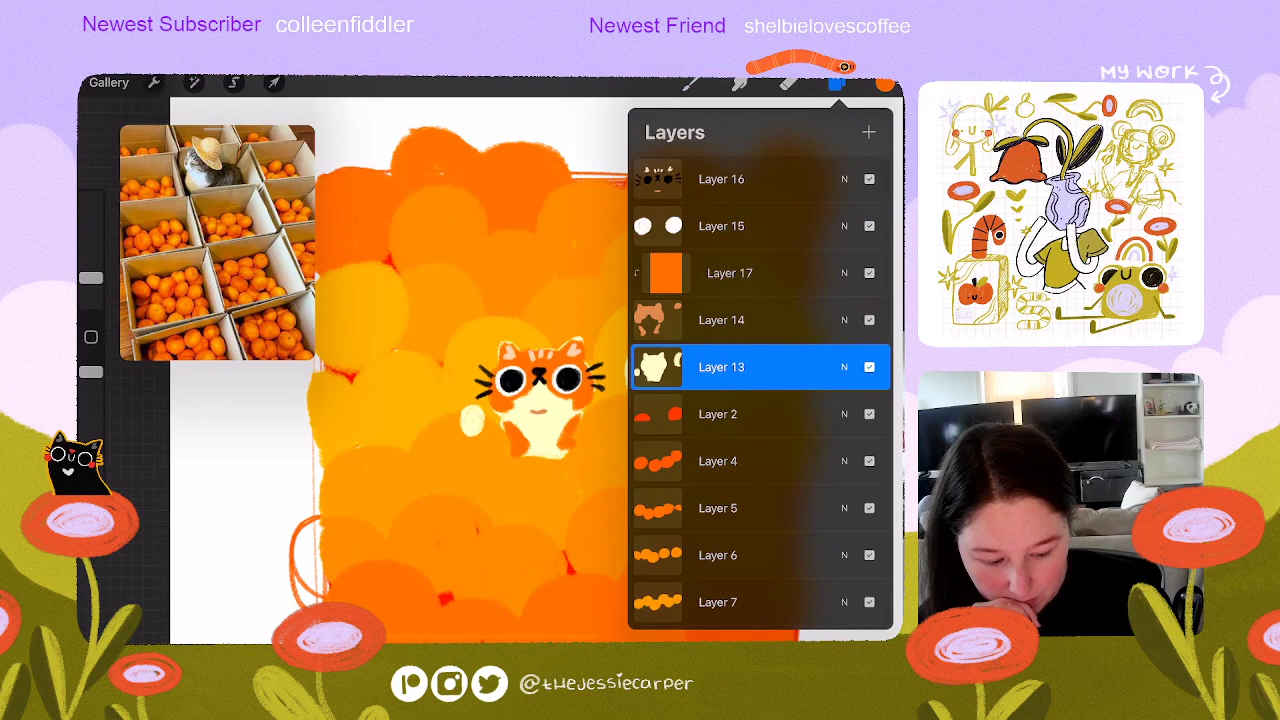 Newest Subscriber colleenfiddler
Newest Friend shelbielovescoffee
MY WORK
Gallery
Layers
Layer 16 N
Layer 15 N
Layer 17 N
Layer 14 N
Layer 13 N
Layer 2 N
Layer 4 N
Layer 5 N
Layer 6 N
Layer 7 N
@tHeJessieCarper